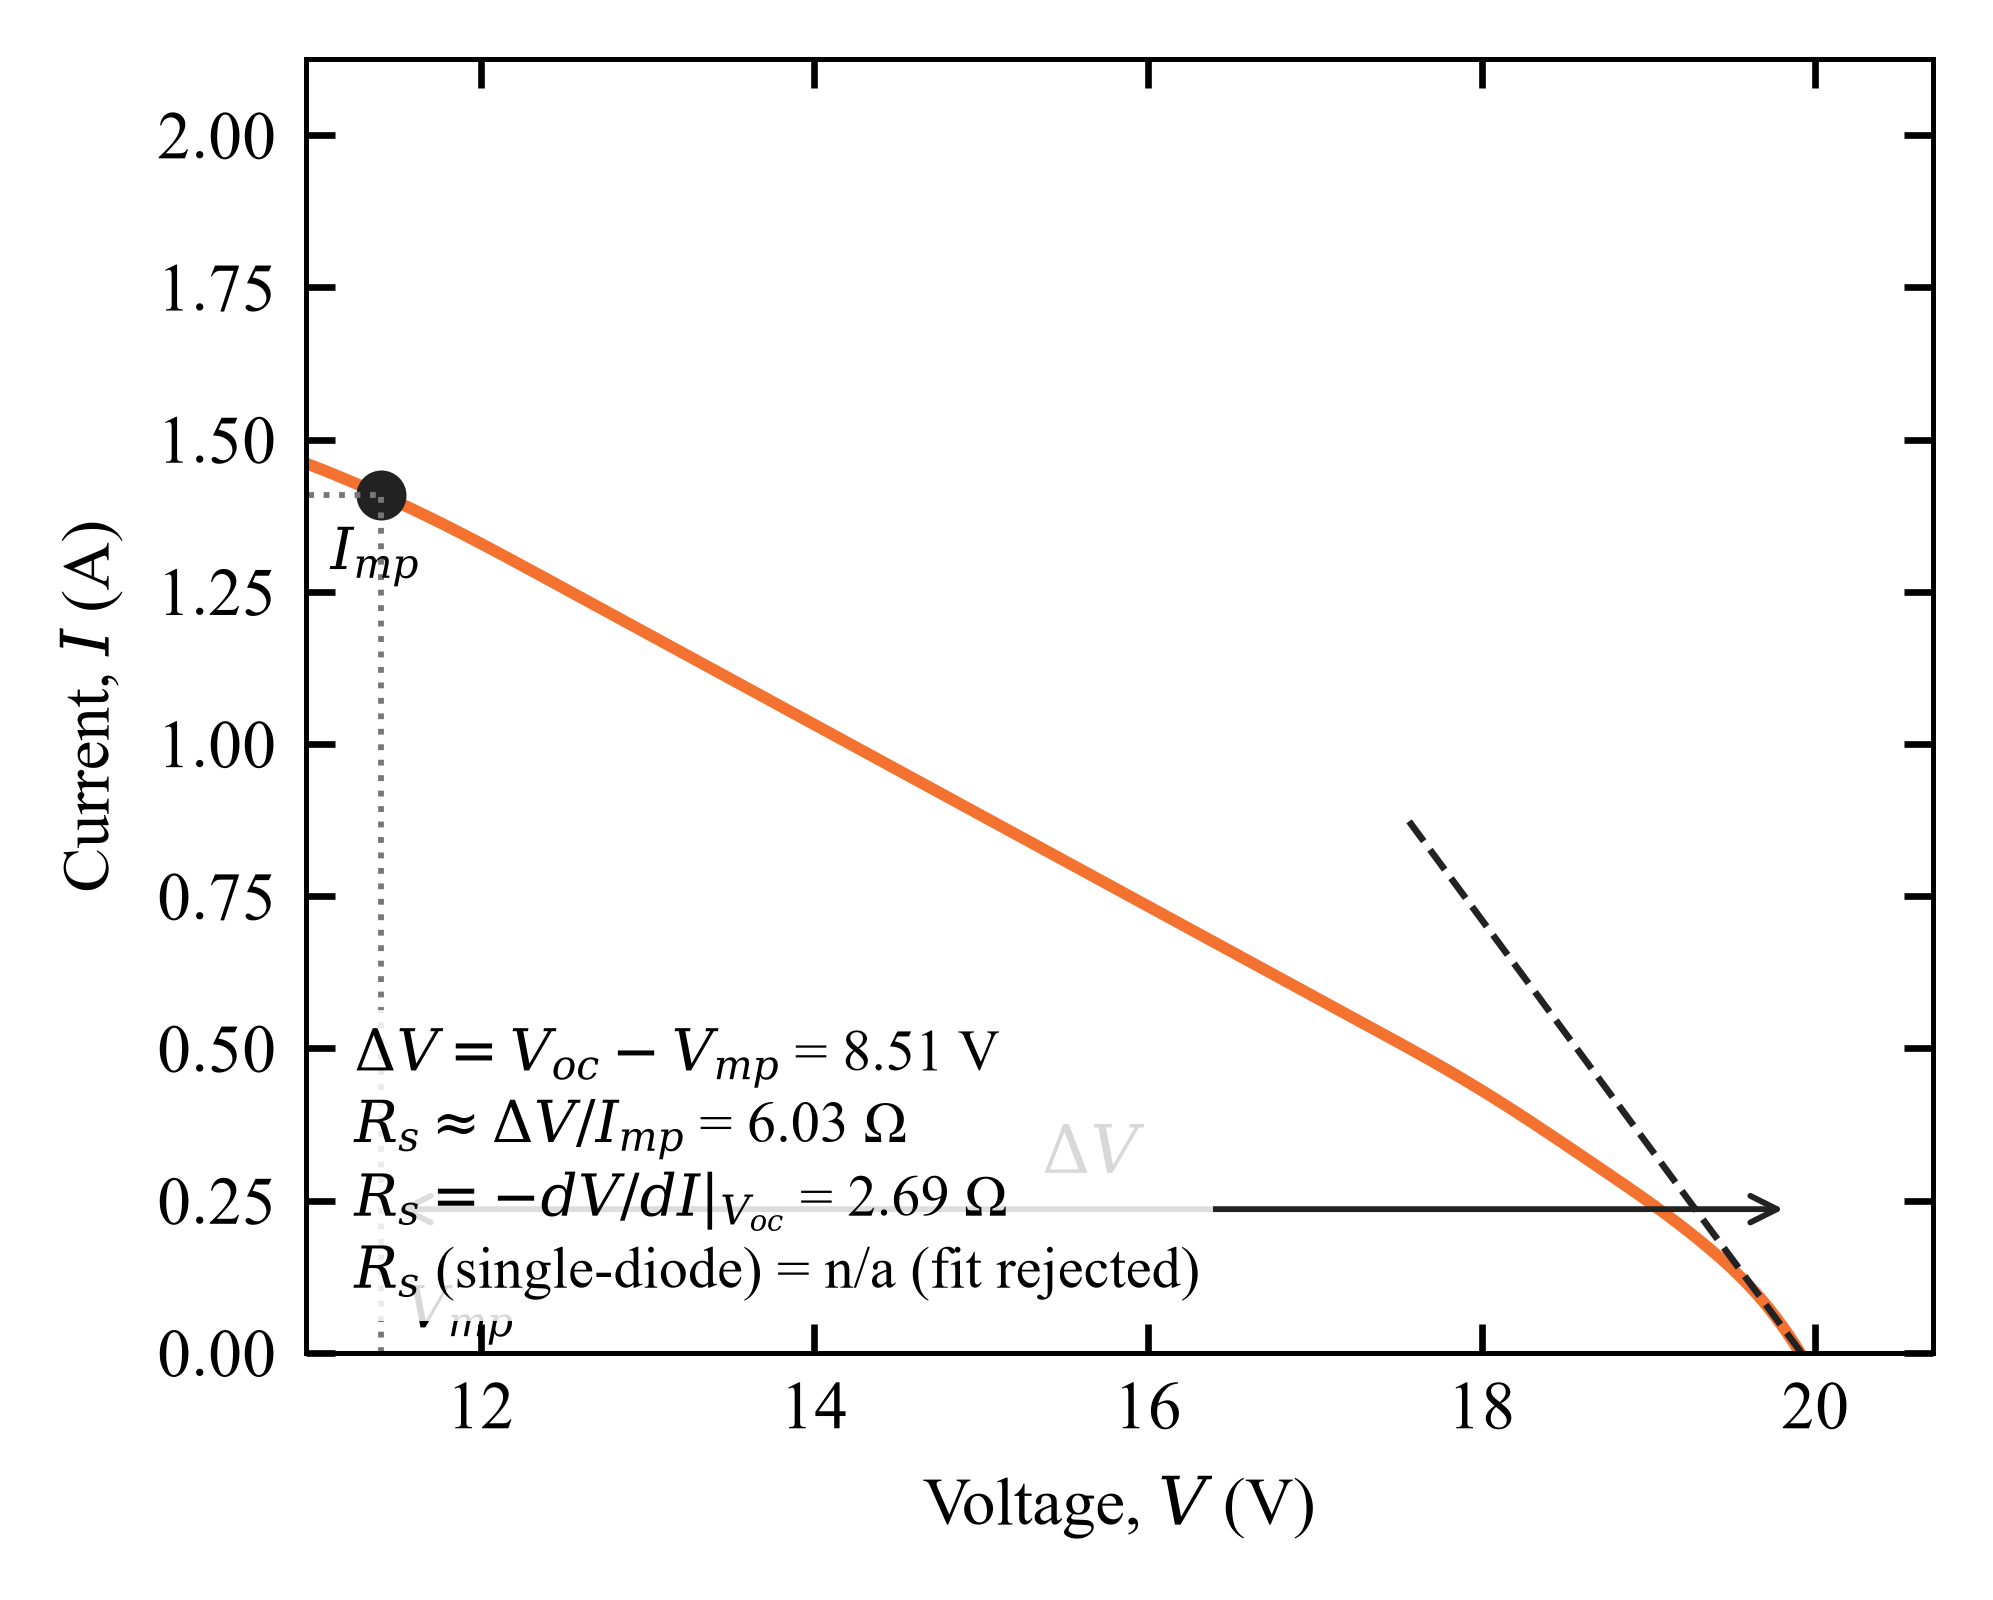 2.00
1.75
1.50
1.25
1.00
0.75
0.50
0.25
0.00
Current, I (A)
I_mp
ΔV = V_oc − V_mp = 8.51 V
R_s ≈ ΔV/I_mp = 6.03 Ω
ΔV
R_s = −dV/dI|_V_oc = 2.69 Ω
R_s (single-diode) = n/a (fit rejected)
V_mp
12 14 16 18 20
Voltage, V (V)